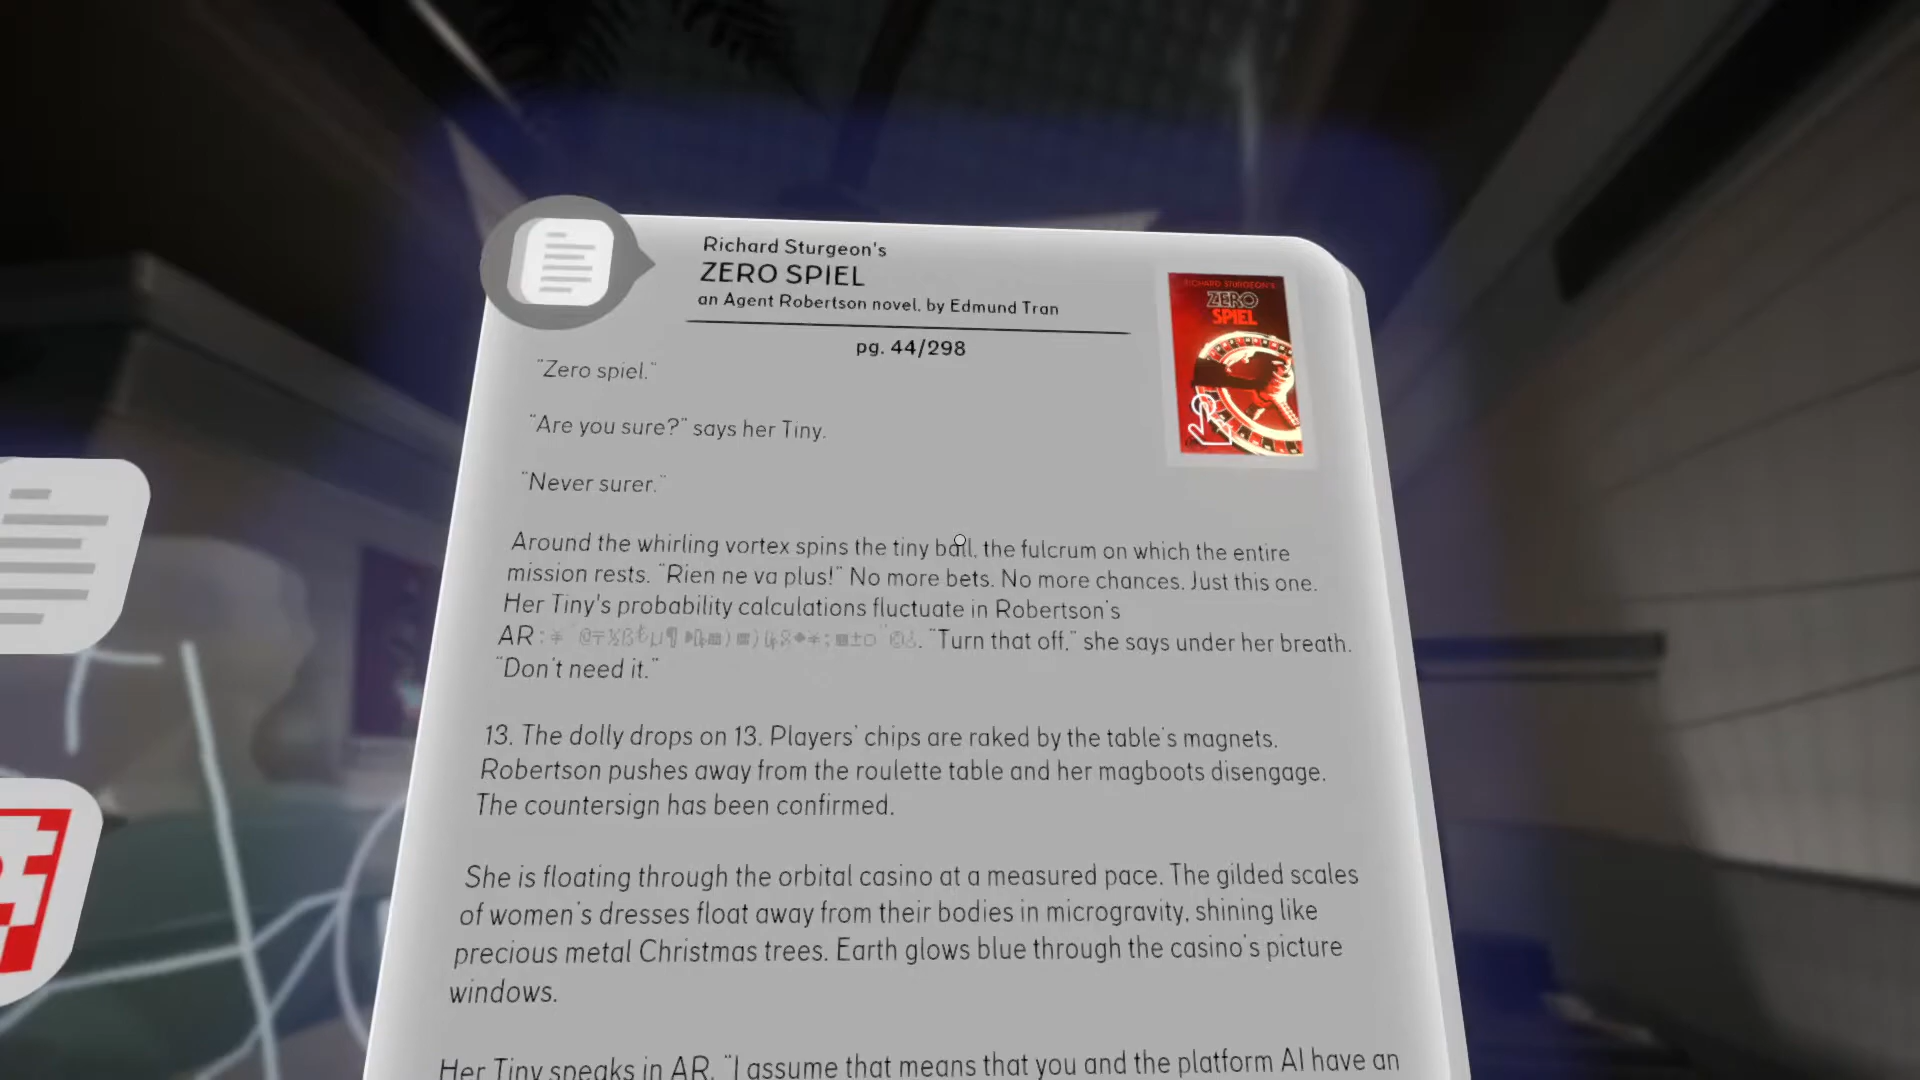 Richard Sturgeon's
ZERO SPIEL
an Agent Robertson novel, by Edmund Tran
pg. 44/298
RICHARD STURGEON'S
ZERO
SPIEL
"Zero spiel."
"Are you sure?" says her Tiny.
"Never surer."
Around the whirling vortex spins the tiny ball, the fulcrum on which the entire
mission rests. "Rien ne va plus!" No more bets. No more chances. Just this one.
Her Tiny's probability calculations fluctuate in Robertson's
AR . "Turn that off," she says under her breath.
"Don't need it."
13. The dolly drops on 13. Players' chips are raked by the table's magnets.
Robertson pushes away from the roulette table and her magboots disengage.
The countersign has been confirmed.
She is floating through the orbital casino at a measured pace. The gilded scales
of women's dresses float away from their bodies in microgravity, shining like
precious metal Christmas trees. Earth glows blue through the casino's picture
windows.
Her Tiny speaks in AR. "I assume that means that you and the platform AI have an